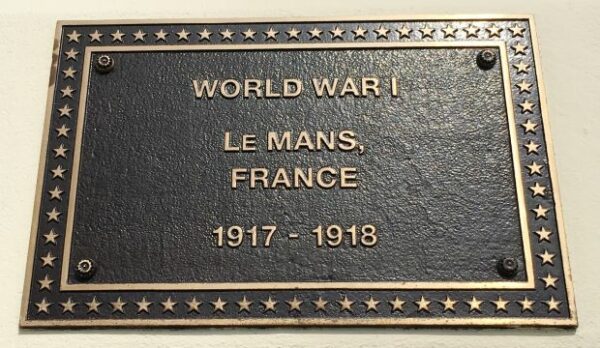 WORLD WAR I
LE MANS,
FRANCE
1917 - 1918